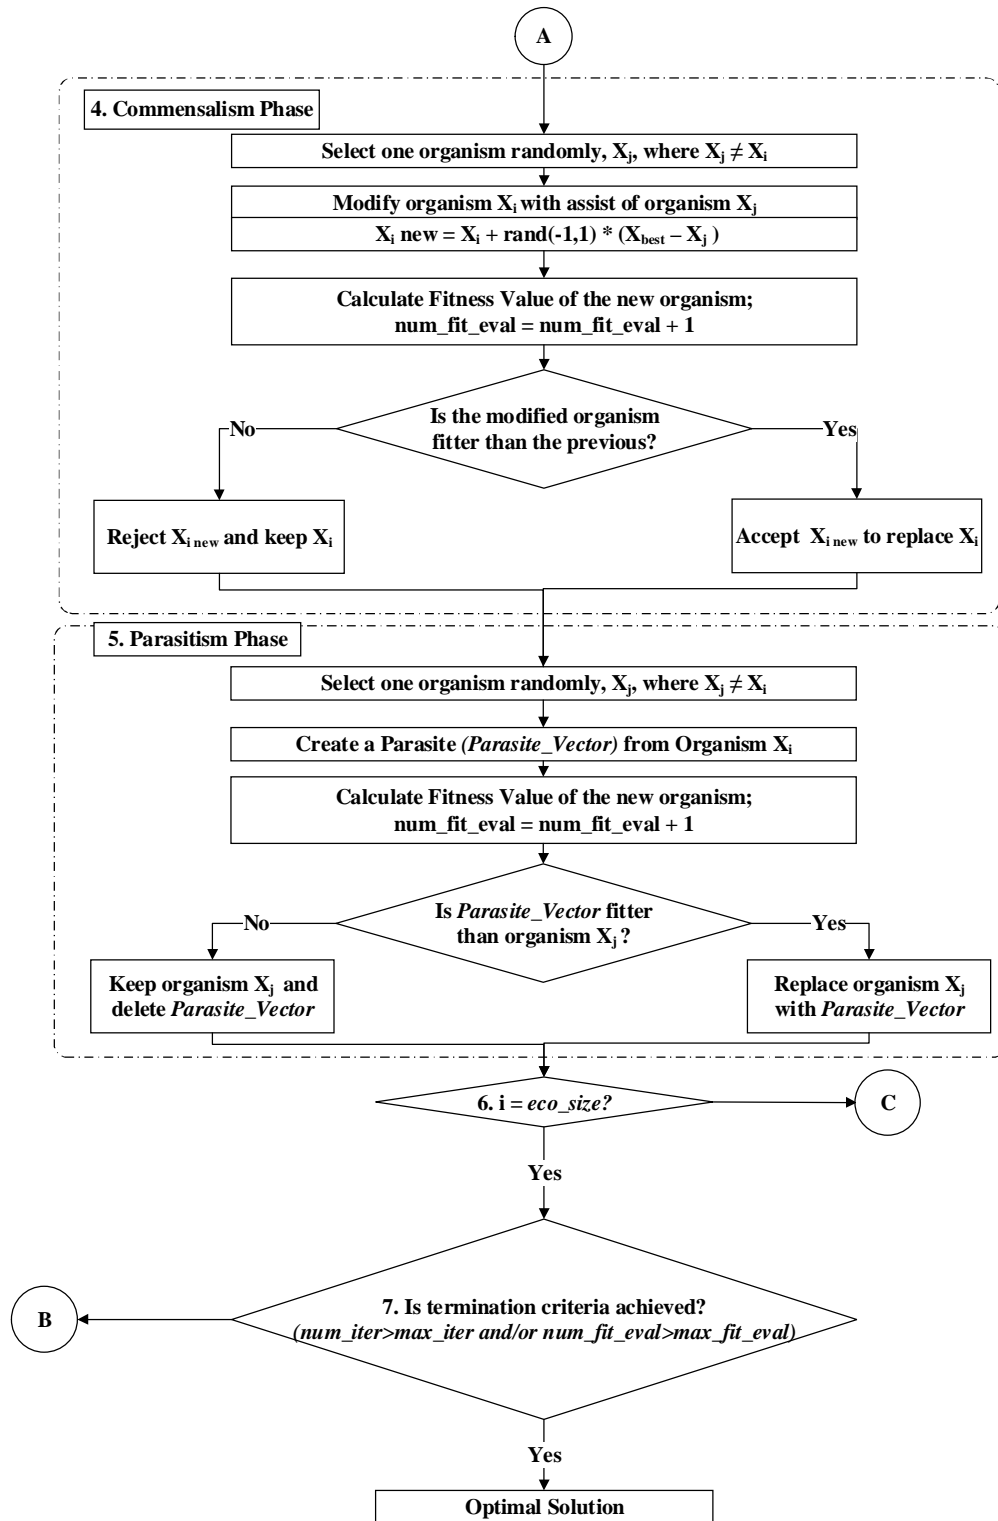 A
4. Commensalism Phase
Select one organism randomly, Xj, where Xj ≠ Xi
Modify organism Xi with assist of organism Xj
Xi new = Xi + rand(-1,1) * (Xbest – Xj )
Calculate Fitness Value of the new organism;
num_fit_eval = num_fit_eval + 1
Is the modified organism
fitter than the previous?
No
Yes
Reject Xi new and keep Xi
Accept Xi new to replace Xi
5. Parasitism Phase
Select one organism randomly, Xj, where Xj ≠ Xi
Create a Parasite (Parasite_Vector) from Organism Xi
Calculate Fitness Value of the new organism;
num_fit_eval = num_fit_eval + 1
Is Parasite_Vector fitter
than organism Xj ?
No
Yes
Keep organism Xj and
delete Parasite_Vector
Replace organism Xj
with Parasite_Vector
6. i = eco_size?
C
Yes
7. Is termination criteria achieved?
(num_iter>max_iter and/or num_fit_eval>max_fit_eval)
B
Yes
Optimal Solution